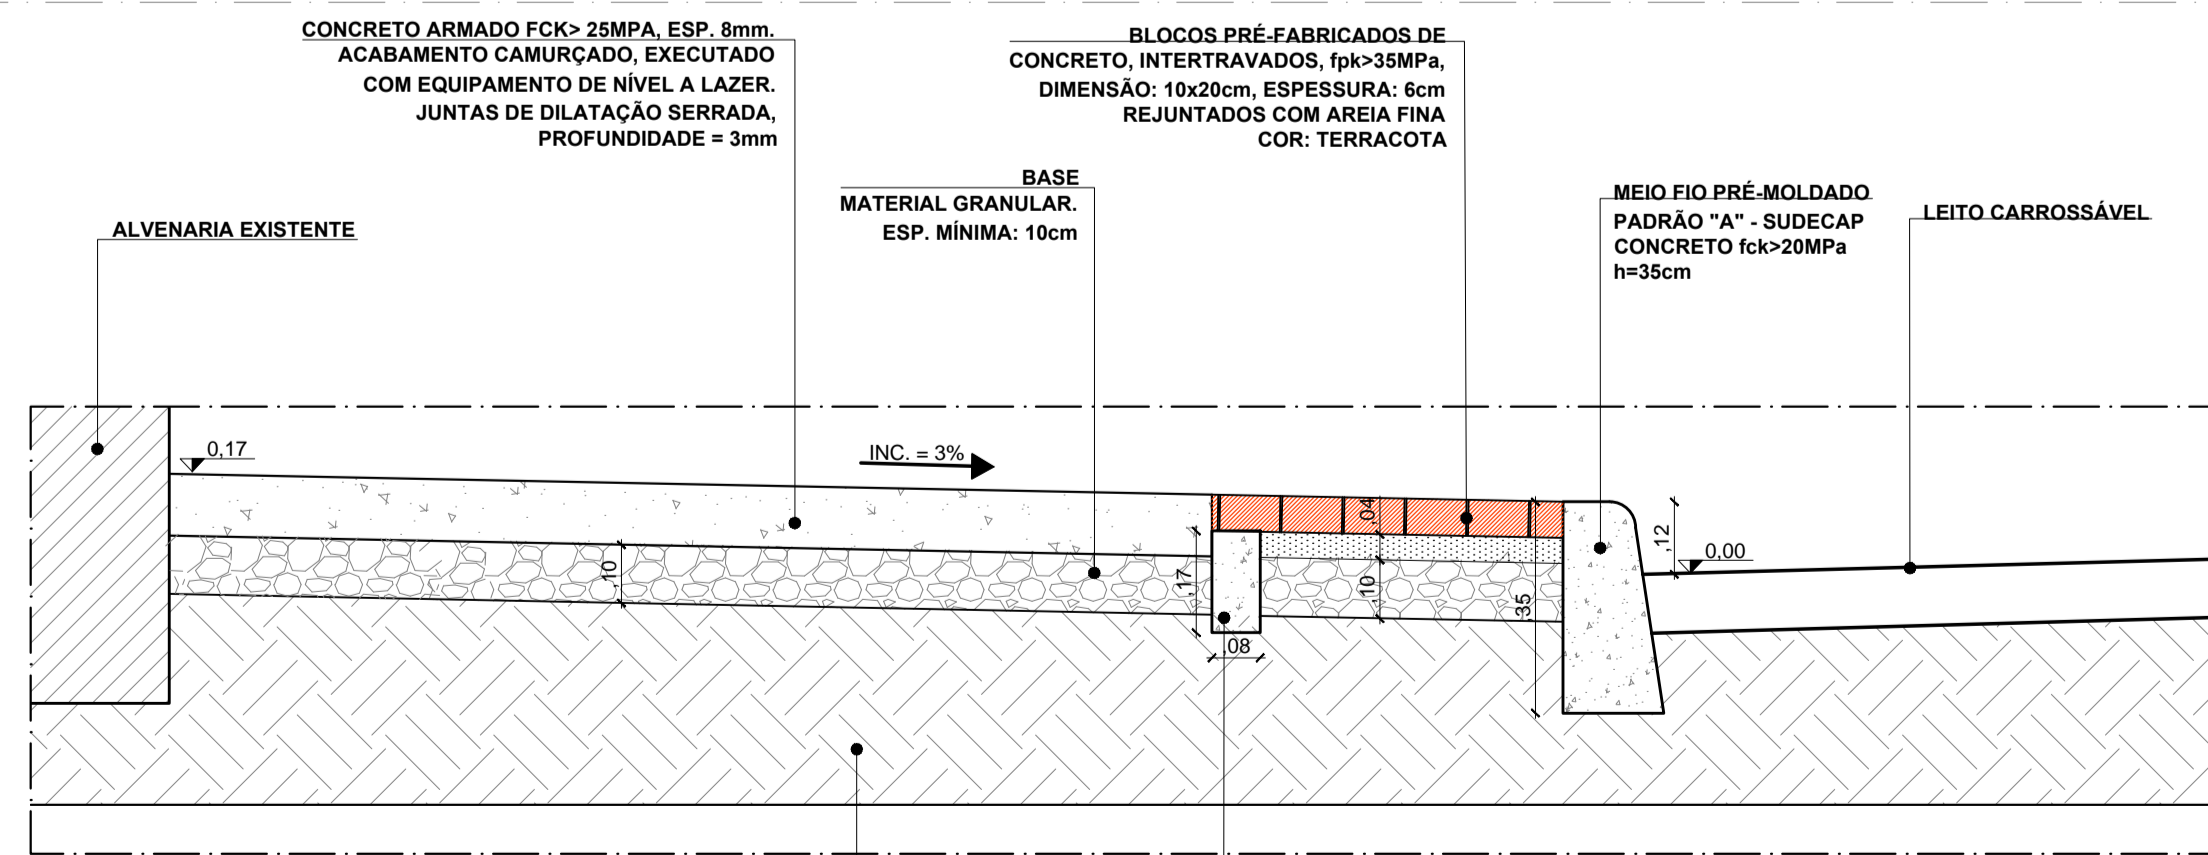 CONCRETO ARMADO FCK> 25MPA, ESP. 8mm.
ACABAMENTO CAMURÇADO, EXECUTADO
COM EQUIPAMENTO DE NÍVEL A LAZER.
JUNTAS DE DILATAÇÃO SERRADA,
PROFUNDIDADE = 3mm
BLOCOS PRÉ-FABRICADOS DE
CONCRETO, INTERTRAVADOS, fpk>35MPa,
DIMENSÃO: 10x20cm, ESPESSURA: 6cm
REJUNTADOS COM AREIA FINA
COR: TERRACOTA
BASE
MATERIAL GRANULAR.
ESP. MÍNIMA: 10cm
MEIO FIO PRÉ-MOLDADO
PADRÃO "A" - SUDECAP
CONCRETO fck>20MPa
h=35cm
LEITO CARROSSÁVEL
ALVENARIA EXISTENTE
0,17
INC. = 3%
,04
,12
0,00
,10
,17
,10
,35
,08